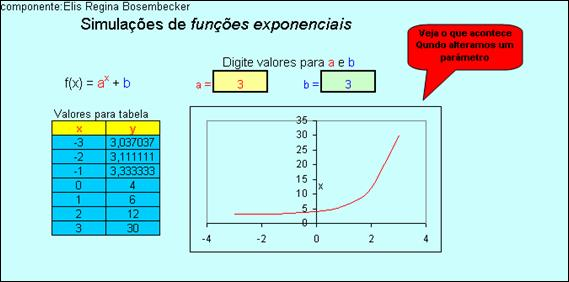 componente:Elis Regina Bosembecker
Simulações de funções exponenciais
Veja o que acontece
Qundo alteramos um
parâmetro
Digite valores para a e b
f(x) = aˣ + b
a = 3
b = 3
Valores para tabela
x y
-3 3,037037
-2 3,111111
-1 3,333333
0 4
1 6
2 12
3 30
35
30
25
20
15
10
5
0
x
-4 -2 0 2 4